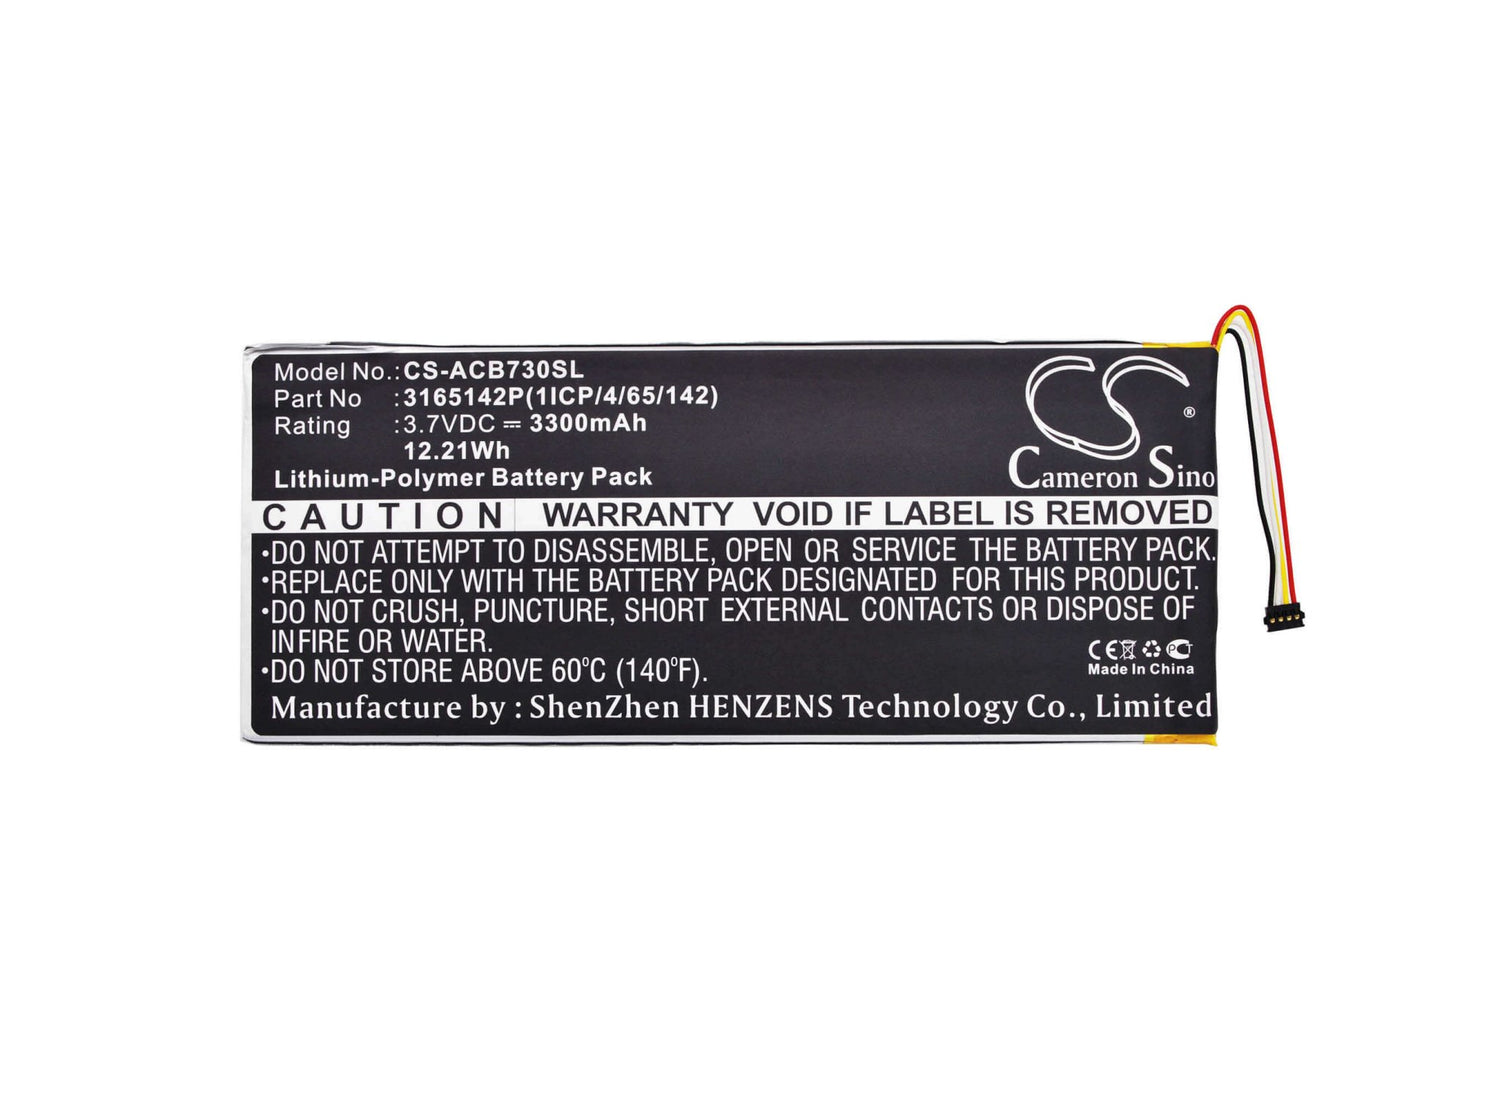 Model No.:CS-ACB730SL
Part No :3165142P(1ICP/4/65/142)
Rating :3.7VDC ⎓ 3300mAh
12.21Wh
Lithium-Polymer Battery Pack
CS®
Cameron Sino
CAUTION WARRANTY VOID IF LABEL IS REMOVED
•DO NOT ATTEMPT TO DISASSEMBLE, OPEN OR SERVICE THE BATTERY PACK.
•REPLACE ONLY WITH THE BATTERY PACK DESIGNATED FOR THIS PRODUCT.
•DO NOT CRUSH, PUNCTURE, SHORT EXTERNAL CONTACTS OR DISPOSE OF
INFIRE OR WATER.
•DO NOT STORE ABOVE 60°C (140°F).
CE PCT
Made In China
Manufacture by : ShenZhen HENZENS Technology Co., Limited